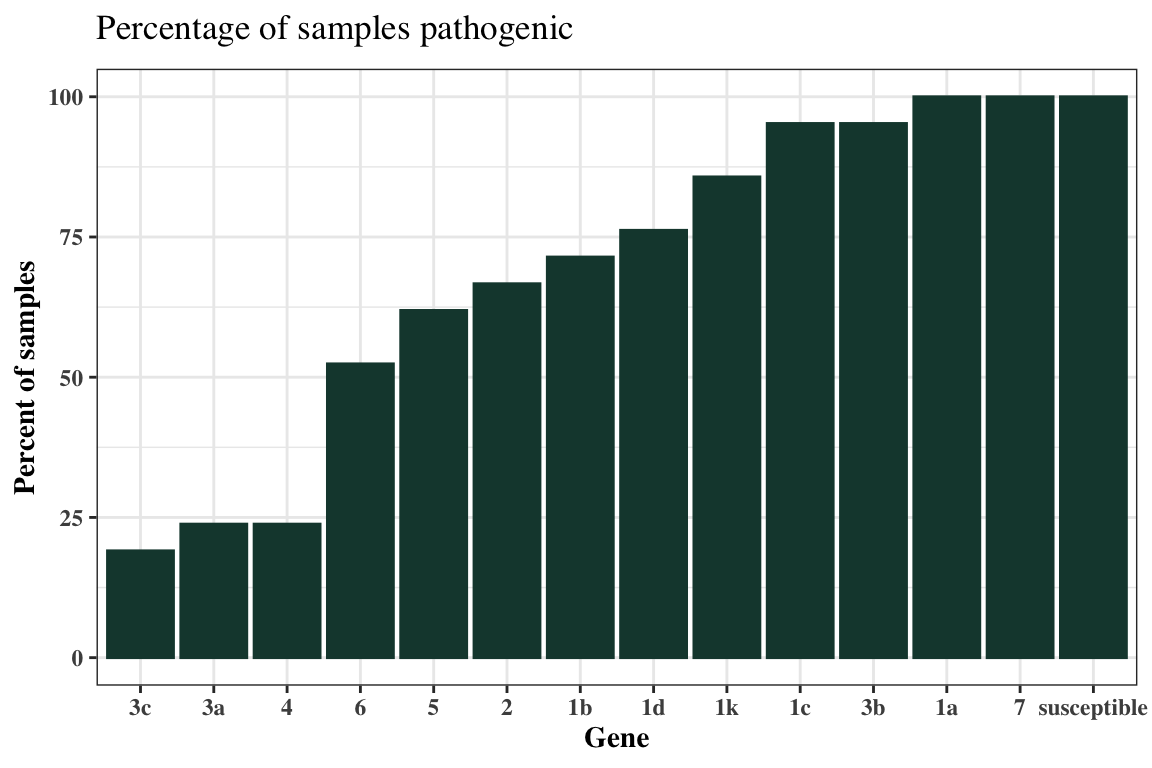 Percentage of samples pathogenic
100
75
50
25
0
Percent of samples
3c 3a 4 6 5 2 1b 1d 1k 1c 3b 1a 7 susceptible
Gene